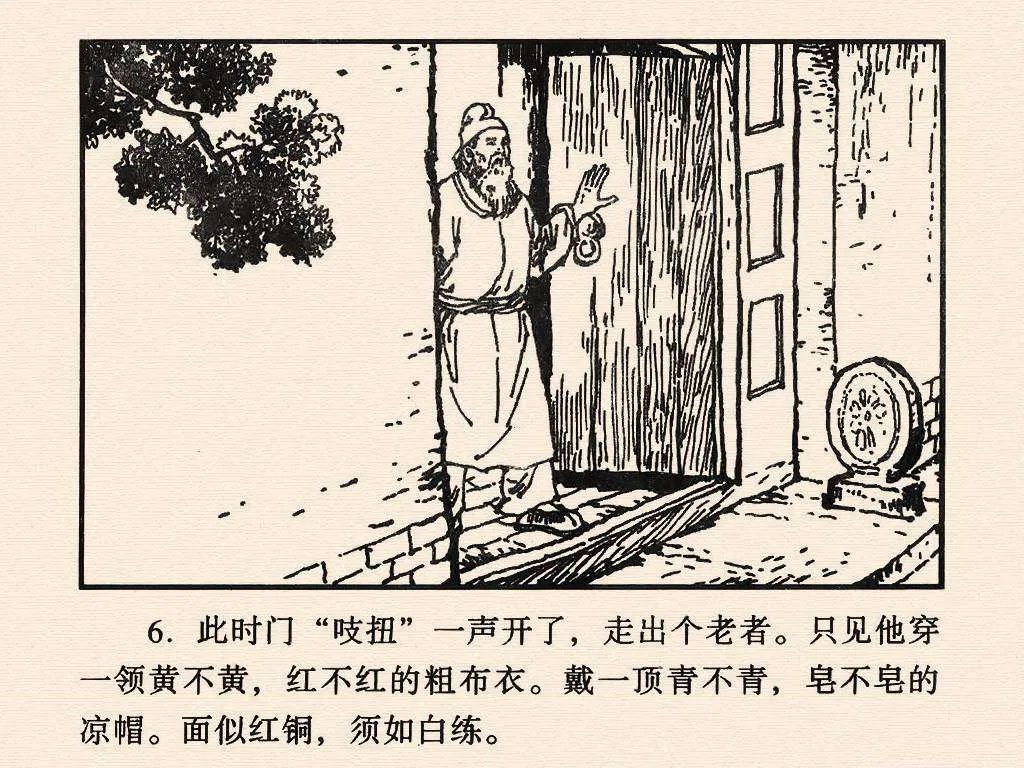 6. 此时门“吱扭”一声开了，走出个老者。只见他穿
一领黄不黄，红不红的粗布衣。戴一顶青不青，皂不皂的
凉帽。面似红铜，须如白练。